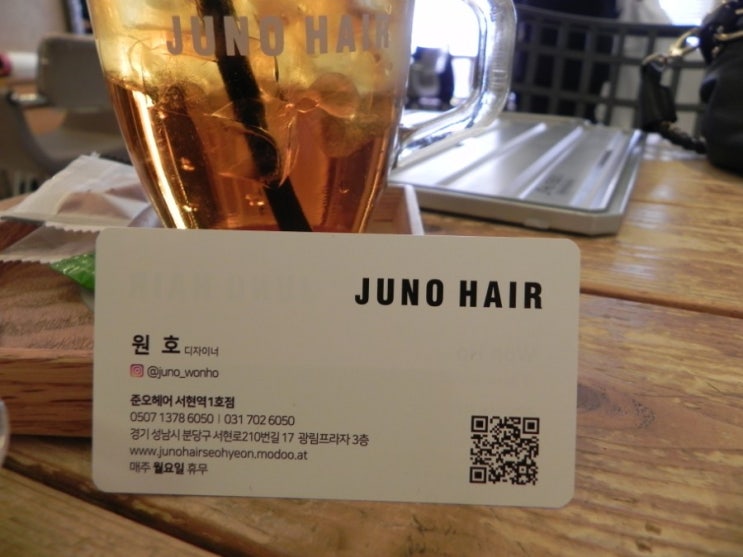 JUNO HAIR
JUNO HAIR
원 호 디자이너
@juno_wonho
준오헤어 서현역1호점
0507 1378 6050 | 031 702 6050
경기 성남시 분당구 서현로210번길 17 광림프라자 3층
www.junohairseohyeon.modoo.at
매주 월요일 휴무